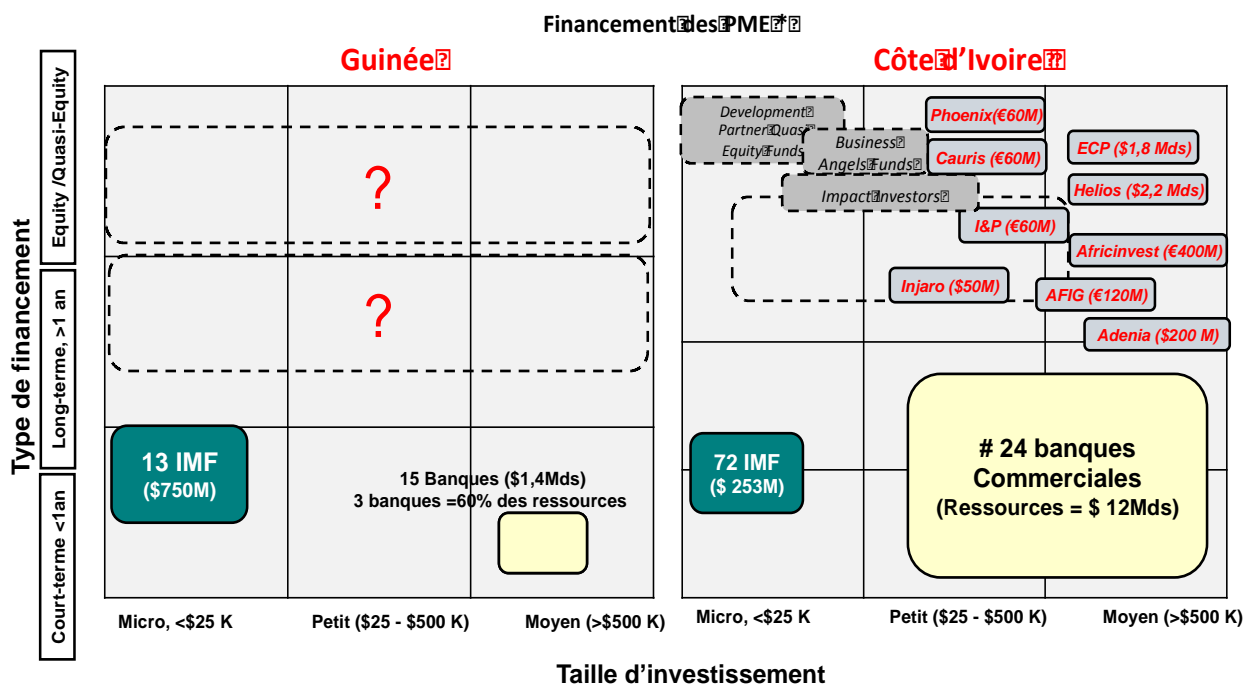 Financement des PME *
Guinée
Côte d'Ivoire
Type de financement
Equity /Quasi-Equity
Long-terme, >1 an
Court-terme <1an
?
?
13 IMF
($750M)
15 Banques ($1,4Mds)
3 banques =60% des ressources
Micro, <$25 K
Petit ($25 - $500 K)
Moyen (>$500 K)
Development
Partner Quasi
Equity Funds
Business
Angels Funds
Impact Investors
Phoenix(€60M)
Cauris (€60M)
ECP ($1,8 Mds)
Helios ($2,2 Mds)
I&P (€60M)
Africinvest (€400M)
Injaro ($50M)
AFIG (€120M)
Adenia ($200 M)
72 IMF
($ 253M)
# 24 banques
Commerciales
(Ressources = $ 12Mds)
Micro, <$25 K
Petit ($25 - $500 K)
Moyen (>$500 K)
Taille d'investissement